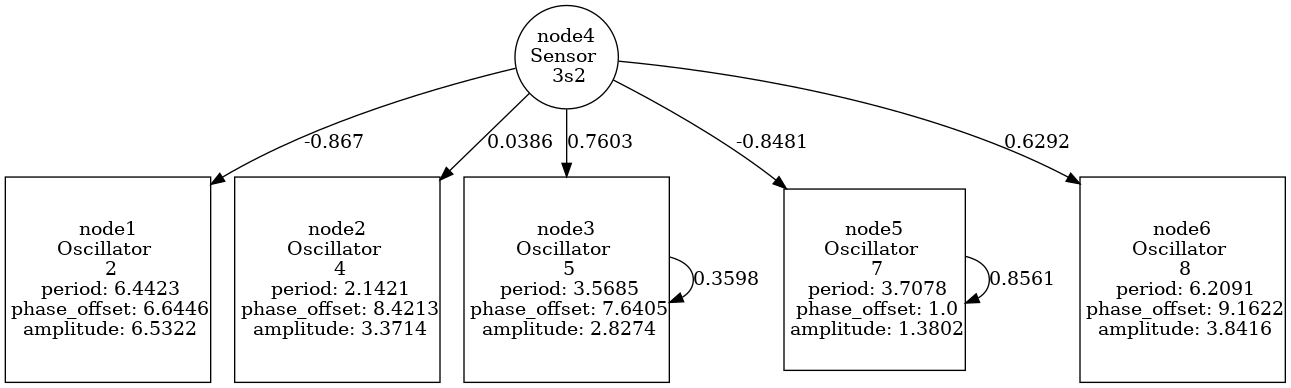 node4
Sensor
3s2
-0.867
0.0386
0.7603
-0.8481
0.6292
node1
Oscillator
2
period: 6.4423
phase_offset: 6.6446
amplitude: 6.5322
node2
Oscillator
4
period: 2.1421
phase_offset: 8.4213
amplitude: 3.3714
node3
Oscillator
5
period: 3.5685
phase_offset: 7.6405
amplitude: 2.8274
0.3598
node5
Oscillator
7
period: 3.7078
phase_offset: 1.0
amplitude: 1.3802
0.8561
node6
Oscillator
8
period: 6.2091
phase_offset: 9.1622
amplitude: 3.8416